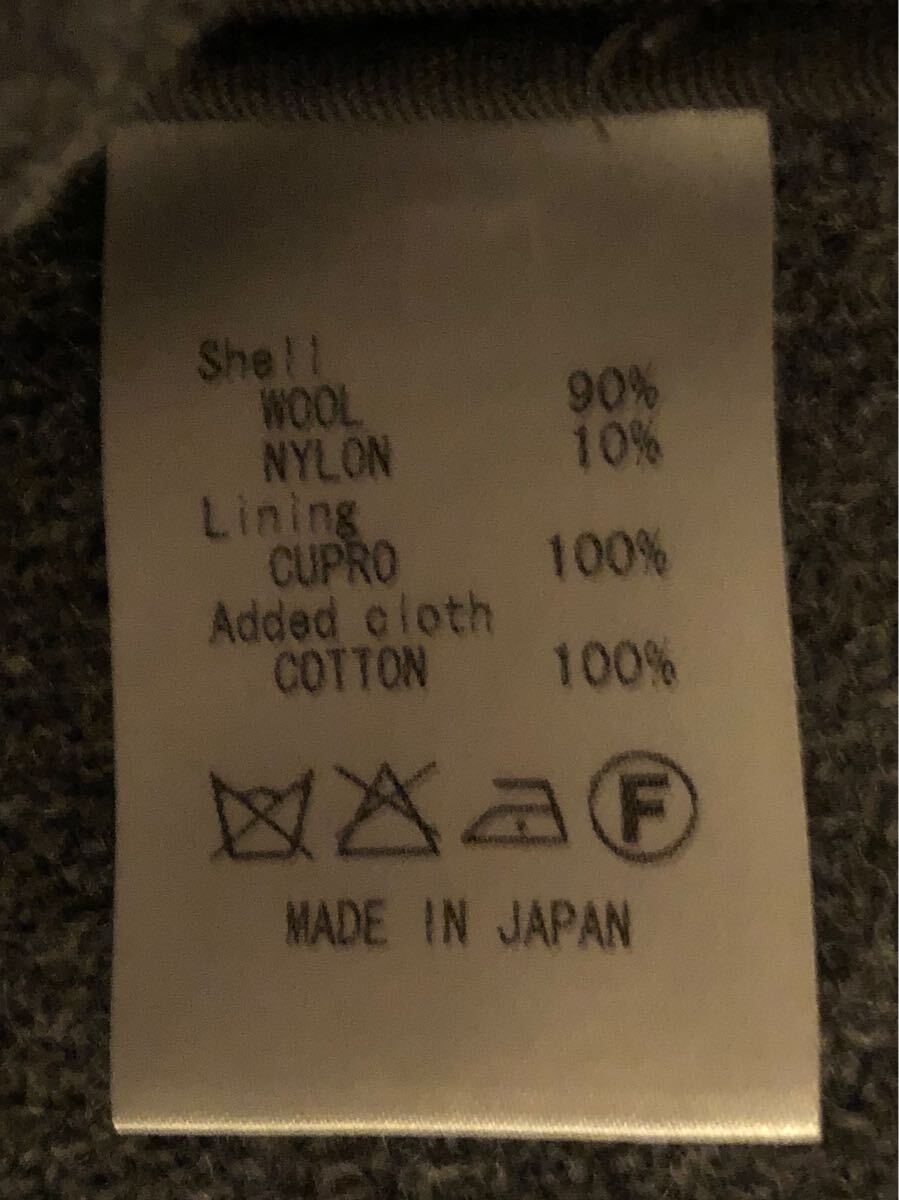 Shell
WOOL 90%
NYLON 10%
Lining
CUPRO 100%
Added cloth
COTTON 100%
F
MADE IN JAPAN